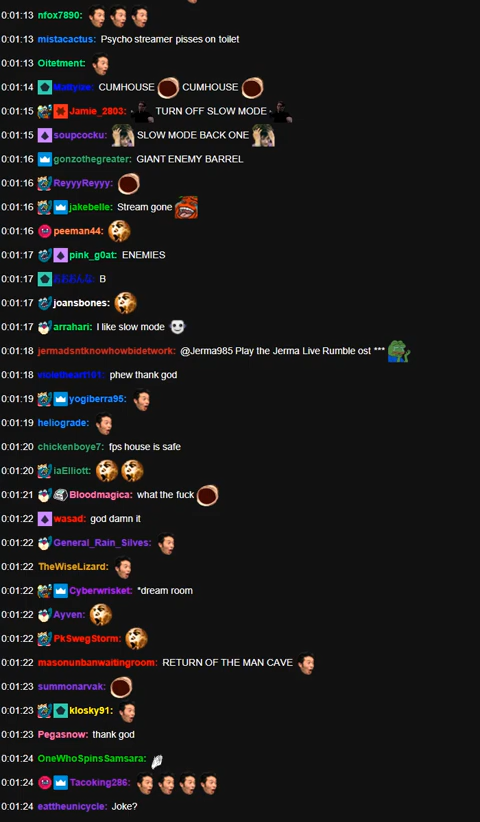 0:01:13 nfox7890:
0:01:13 mistacactus: Psycho streamer pisses on toilet
0:01:13 Oitetment:
0:01:14 Mattylze: CUMHOUSE CUMHOUSE
0:01:15 Jamie_2803: TURN OFF SLOW MODE
0:01:15 soupcocku: SLOW MODE BACK ONE
0:01:16 gonzothegreater: GIANT ENEMY BARREL
0:01:16 ReyyyReyyy:
0:01:16 jakebelle: Stream gone
0:01:16 peeman44:
0:01:17 pink_g0at: ENEMIES
0:01:17 B
0:01:17 joansbones:
0:01:17 arrahari: I like slow mode
0:01:18 jermadsntknowhowbidetwork: @Jerma985 Play the Jerma Live Rumble ost ***
0:01:18 violetheart101: phew thank god
0:01:19 yogiberra95:
0:01:19 heliograde:
0:01:20 chickenboye7: fps house is safe
0:01:20 iaElliott:
0:01:21 Bloodmagica: what the fuck
0:01:22 wasad: god damn it
0:01:22 General_Rain_Silves:
0:01:22 TheWiseLizard:
0:01:22 Cyberwrisket: *dream room
0:01:22 Ayven:
0:01:22 PkSwegStorm:
0:01:22 masonunbanwaitingroom: RETURN OF THE MAN CAVE
0:01:23 summonarvak:
0:01:23 klosky91:
0:01:23 Pegasnow: thank god
0:01:24 OneWhoSpinsSamsara:
0:01:24 Tacoking286:
0:01:24 eattheunicycle: Joke?